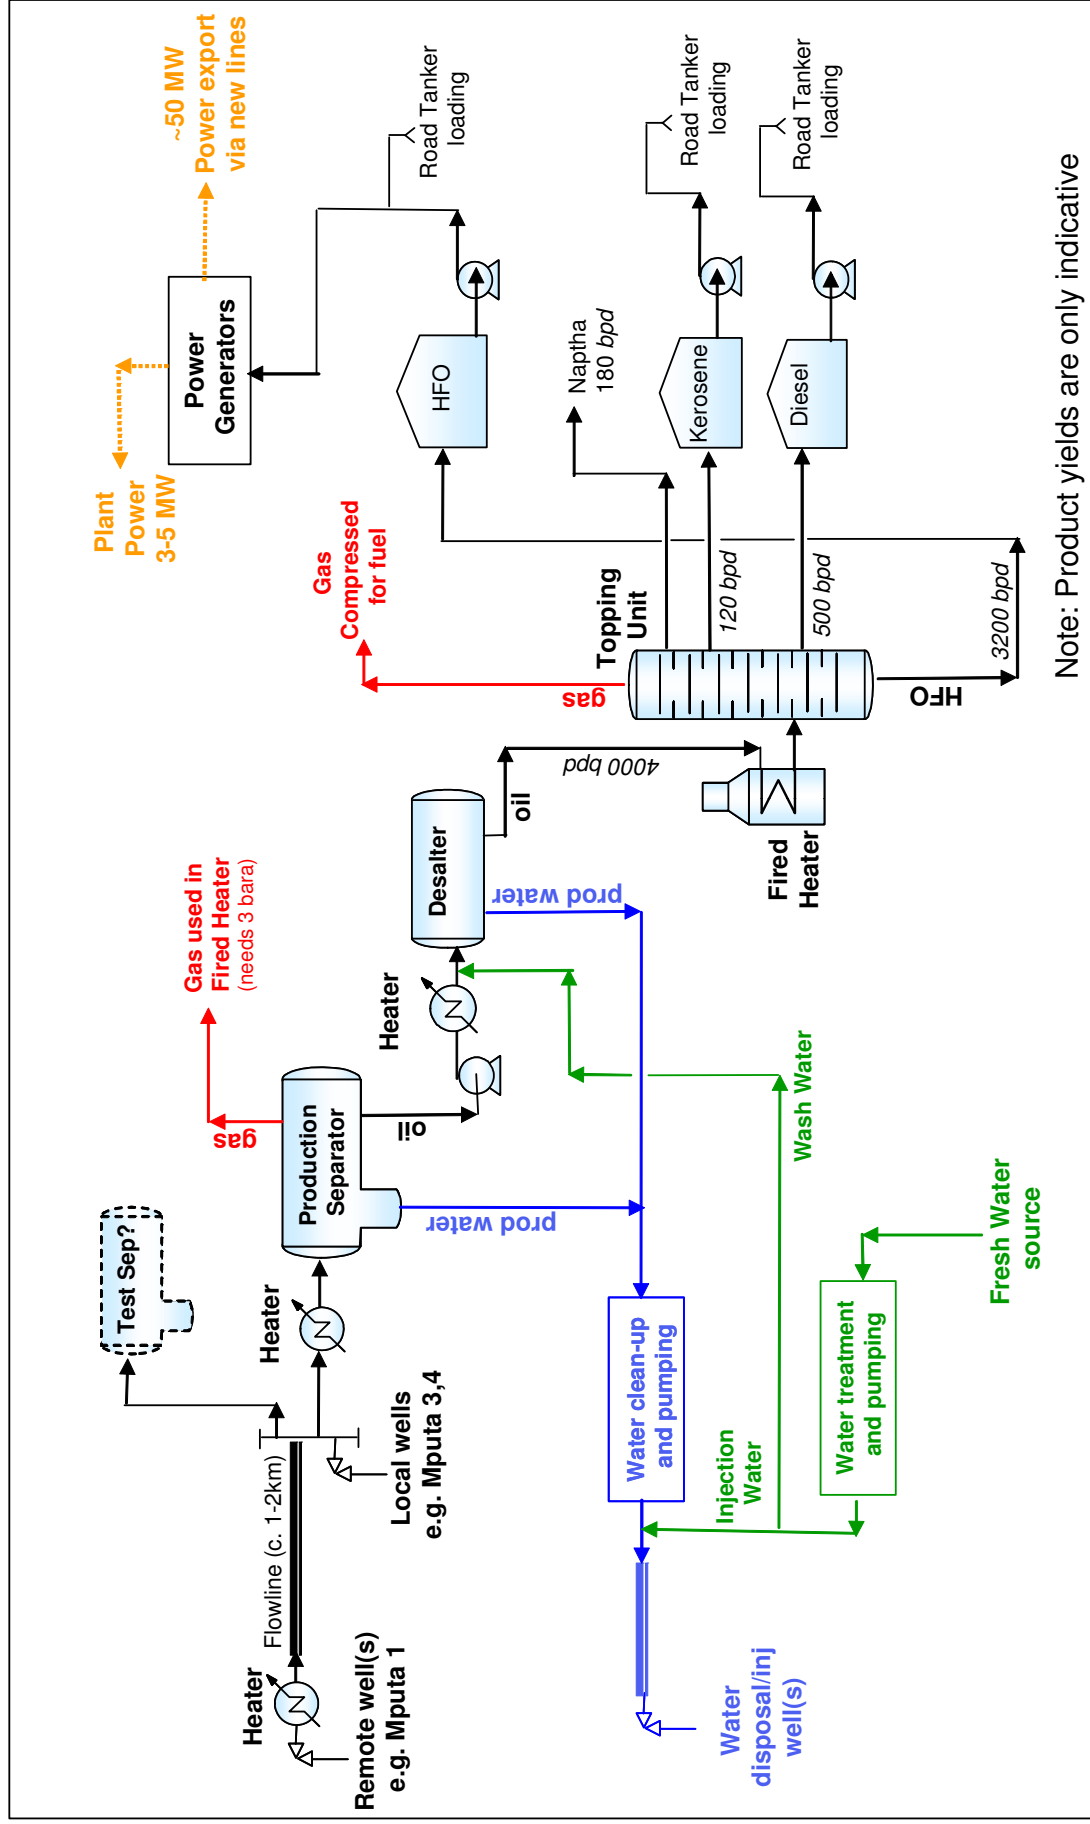 Remote well(s)
e.g. Mputa 1
Heater
Flowline (c. 1-2km)
Local wells
e.g. Mputa 3,4
Test Sep?
Heater
Production
Separator
gas
Gas used in
Fired Heater
(needs 3 bara)
oil
prod water
Heater
Desalter
prod water
oil
4000 bpd
Fired
Heater
Topping
Unit
gas
Gas
Compressed
for fuel
Naptha
180 bpd
120 bpd
500 bpd
HFO
3200 bpd
HFO
Kerosene
Diesel
Road Tanker
loading
Road Tanker
loading
Road Tanker
loading
Power
Generators
Plant
Power
3-5 MW
~50 MW
Power export
via new lines
Water
disposal/inj
well(s)
Water clean-up
and pumping
Injection
Water
Wash Water
Water treatment
and pumping
Fresh Water
source
Note: Product yields are only indicative